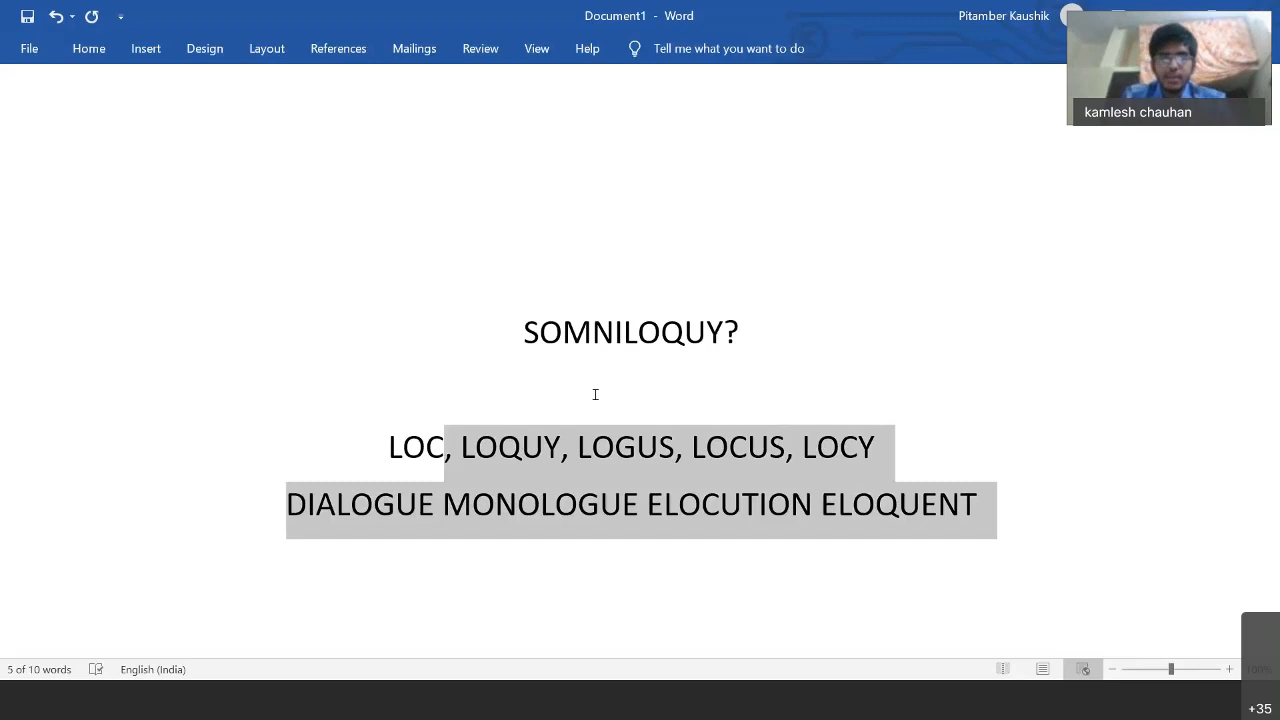 Document1 - Word
Pitamber Kaushik
File Home Insert Design Layout References Mailings Review View Help Tell me what you want to do
kamlesh chauhan
SOMNILOQUY?
LOC, LOQUY, LOGUS, LOCUS, LOCY
DIALOGUE MONOLOGUE ELOCUTION ELOQUENT
5 of 10 words English (India)
+35